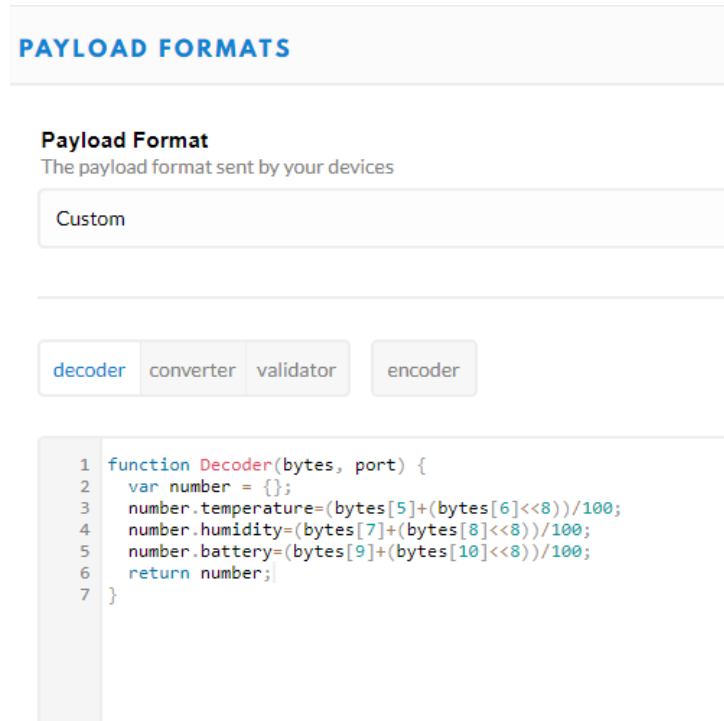 PAYLOAD FORMATS
Payload Format
The payload format sent by your devices
Custom
decoder converter validator encoder
1 function Decoder(bytes, port) {
2   var number = {};
3   number.temperature=(bytes[5]+(bytes[6]<<8))/100;
4   number.humidity=(bytes[7]+(bytes[8]<<8))/100;
5   number.battery=(bytes[9]+(bytes[10]<<8))/100;
6   return number;
7 }